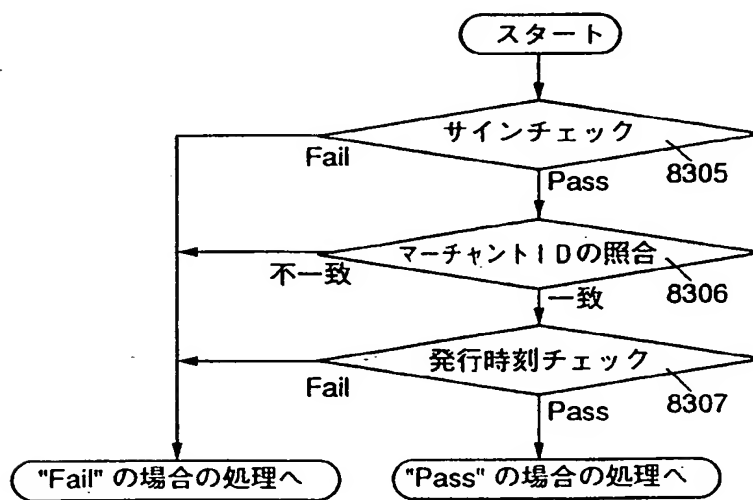 スタート
サインチェック
Fail
8305
Pass
マーチャントIDの照合
不一致
8306
一致
発行時刻チェック
Fail
8307
Pass
"Fail" の場合の処理へ
"Pass" の場合の処理へ